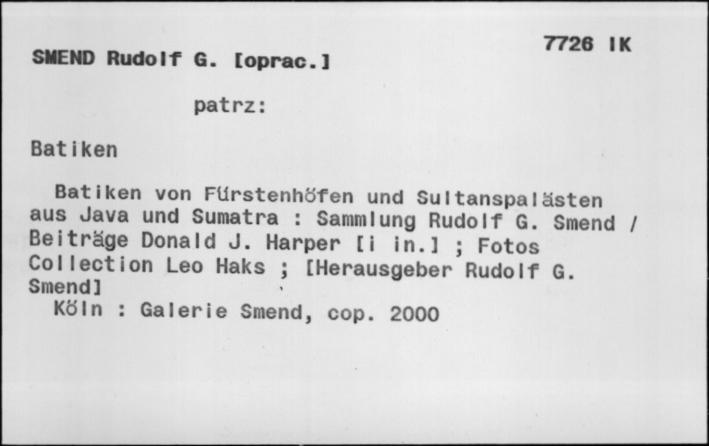 7726 IK
SMEND Rudolf G. [oprac.]
patrz:
Batiken
Batiken von Fürstenhöfen und Sultanspalästen
aus Java und Sumatra : Sammlung Rudolf G. Smend /
Beiträge Donald J. Harper [i in.] ; Fotos
Collection Leo Haks ; [Herausgeber Rudolf G.
Smend]
Köln : Galerie Smend, cop. 2000